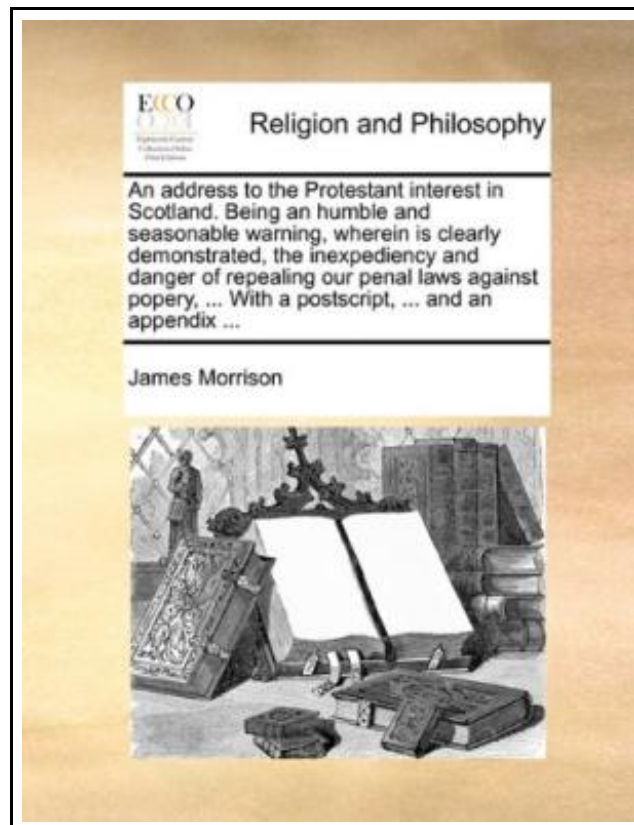 ECCO
Religion and Philosophy
An address to the Protestant interest in
Scotland. Being an humble and
seasonable warning, wherein is clearly
demonstrated, the inexpediency and
danger of repealing our penal laws against
popery, ... With a postscript, ... and an
appendix ...
James Morrison